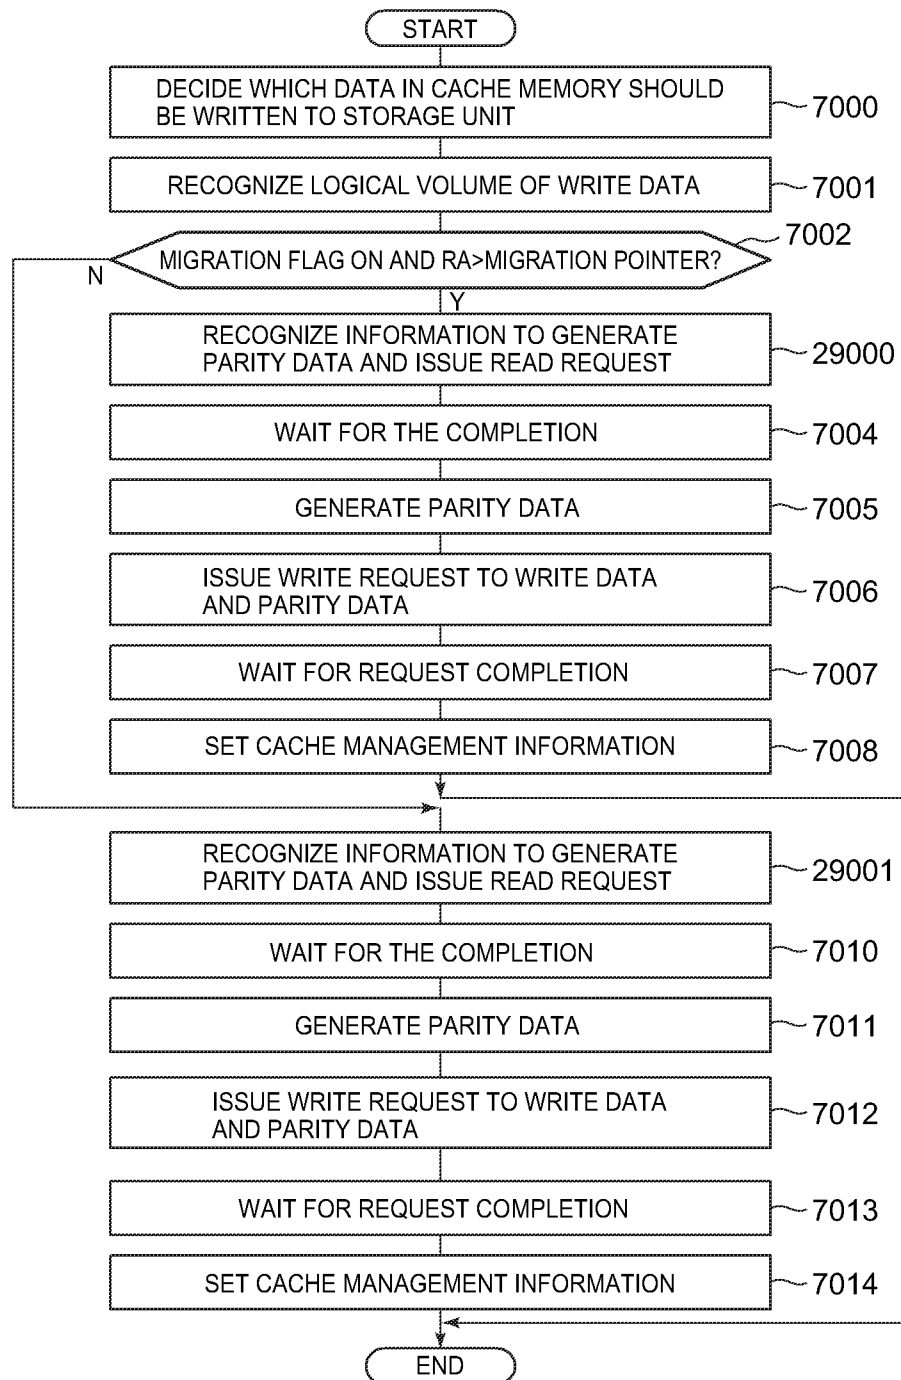 START
DECIDE WHICH DATA IN CACHE MEMORY SHOULD
BE WRITTEN TO STORAGE UNIT
7000
RECOGNIZE LOGICAL VOLUME OF WRITE DATA
7001
7002
MIGRATION FLAG ON AND RA>MIGRATION POINTER?
N
Y
RECOGNIZE INFORMATION TO GENERATE
PARITY DATA AND ISSUE READ REQUEST
29000
WAIT FOR THE COMPLETION
7004
GENERATE PARITY DATA
7005
ISSUE WRITE REQUEST TO WRITE DATA
AND PARITY DATA
7006
WAIT FOR REQUEST COMPLETION
7007
SET CACHE MANAGEMENT INFORMATION
7008
RECOGNIZE INFORMATION TO GENERATE
PARITY DATA AND ISSUE READ REQUEST
29001
WAIT FOR THE COMPLETION
7010
GENERATE PARITY DATA
7011
ISSUE WRITE REQUEST TO WRITE DATA
AND PARITY DATA
7012
WAIT FOR REQUEST COMPLETION
7013
SET CACHE MANAGEMENT INFORMATION
7014
END